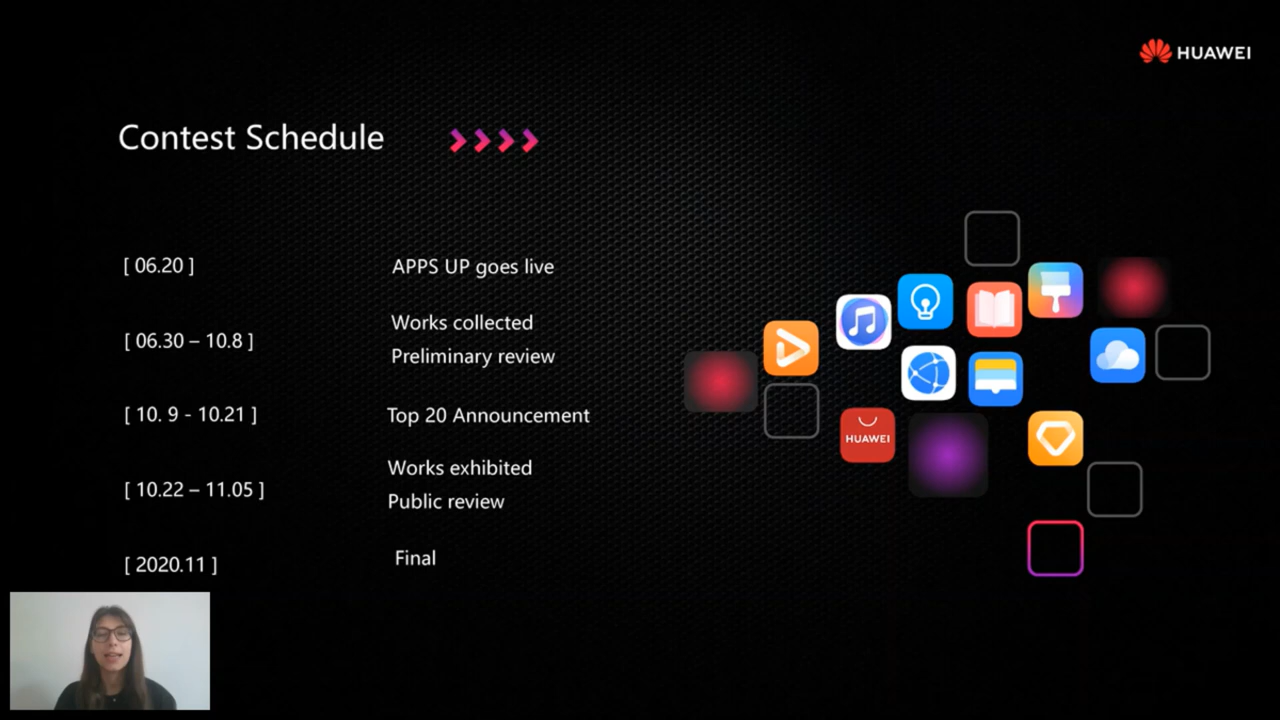 HUAWEI
Contest Schedule
[ 06.20 ]
APPS UP goes live
[ 06.30 – 10.8 ]
Works collected
Preliminary review
[ 10. 9 - 10.21 ]
Top 20 Announcement
[ 10.22 – 11.05 ]
Works exhibited
Public review
[ 2020.11 ]
Final
HUAWEI